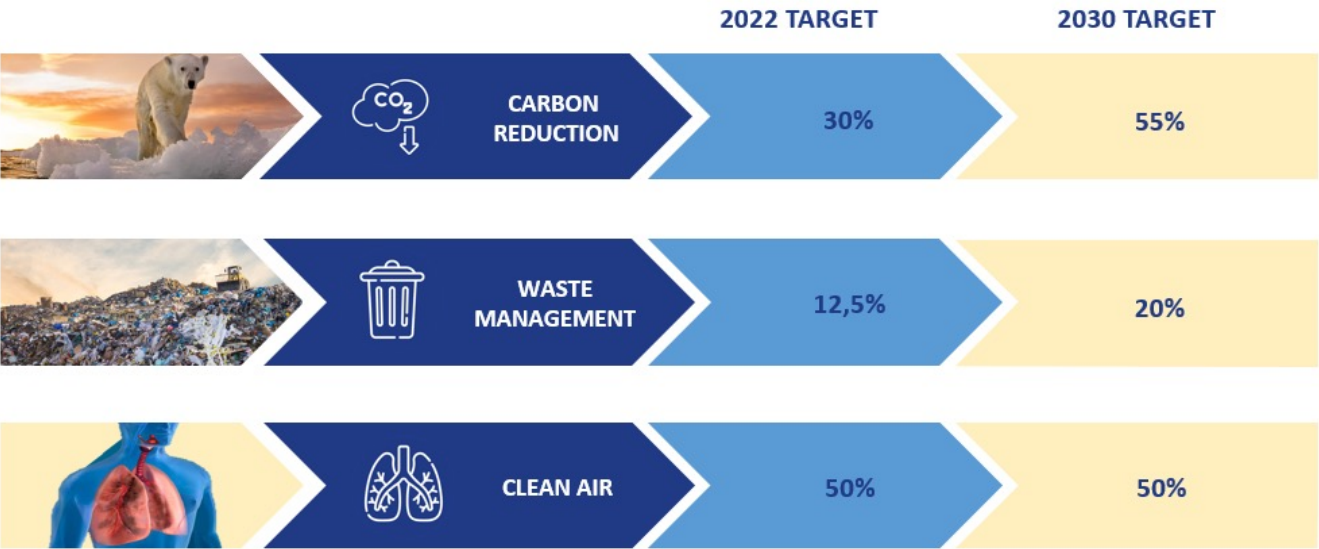 2022 TARGET
2030 TARGET
CO2
CARBON
REDUCTION
30%
55%
WASTE
MANAGEMENT
12,5%
20%
CLEAN AIR
50%
50%